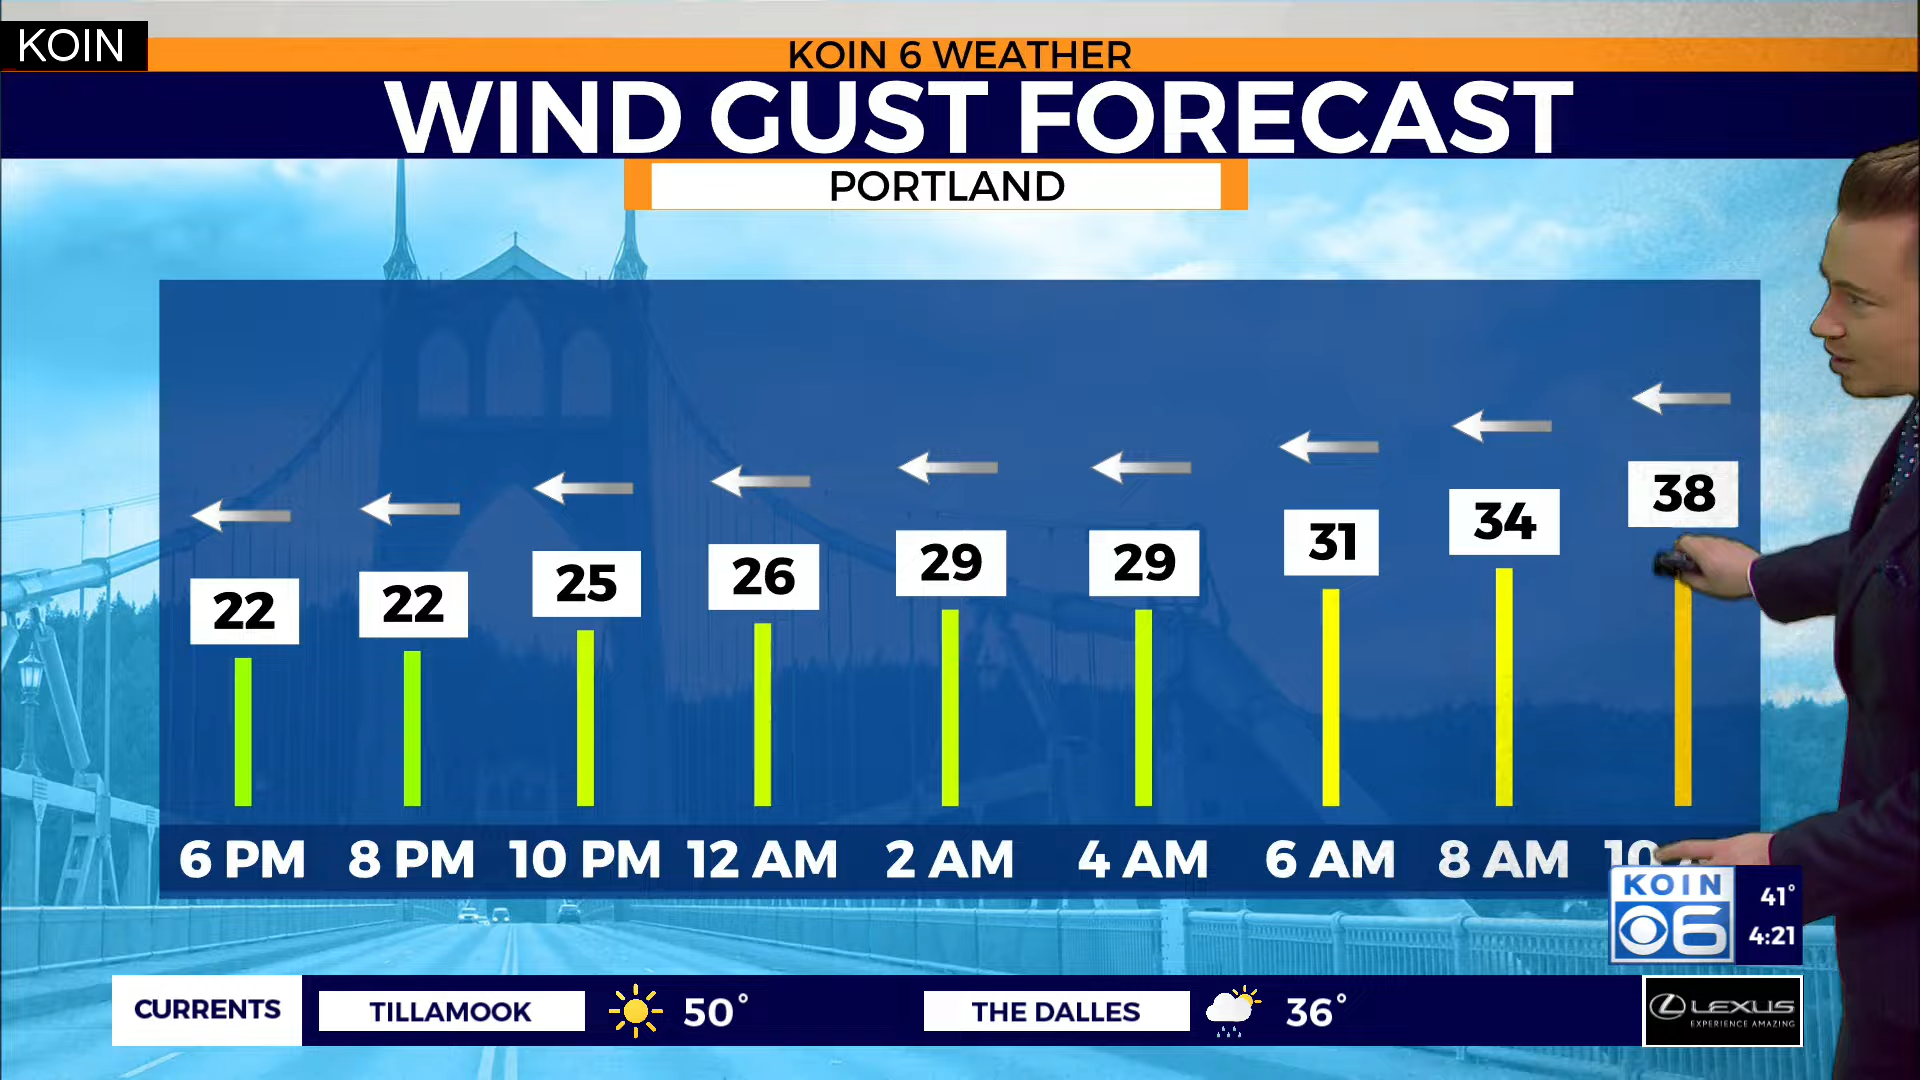 KOIN
KOIN 6 WEATHER
WIND GUST FORECAST
PORTLAND
22 22 25 26 29 29 31 34 38
6 PM 8 PM 10 PM 12 AM 2 AM 4 AM 6 AM 8 AM 10
KOIN
6
41°
4:21
CURRENTS TILLAMOOK 50° THE DALLES 36°
LEXUS
EXPERIENCE AMAZING